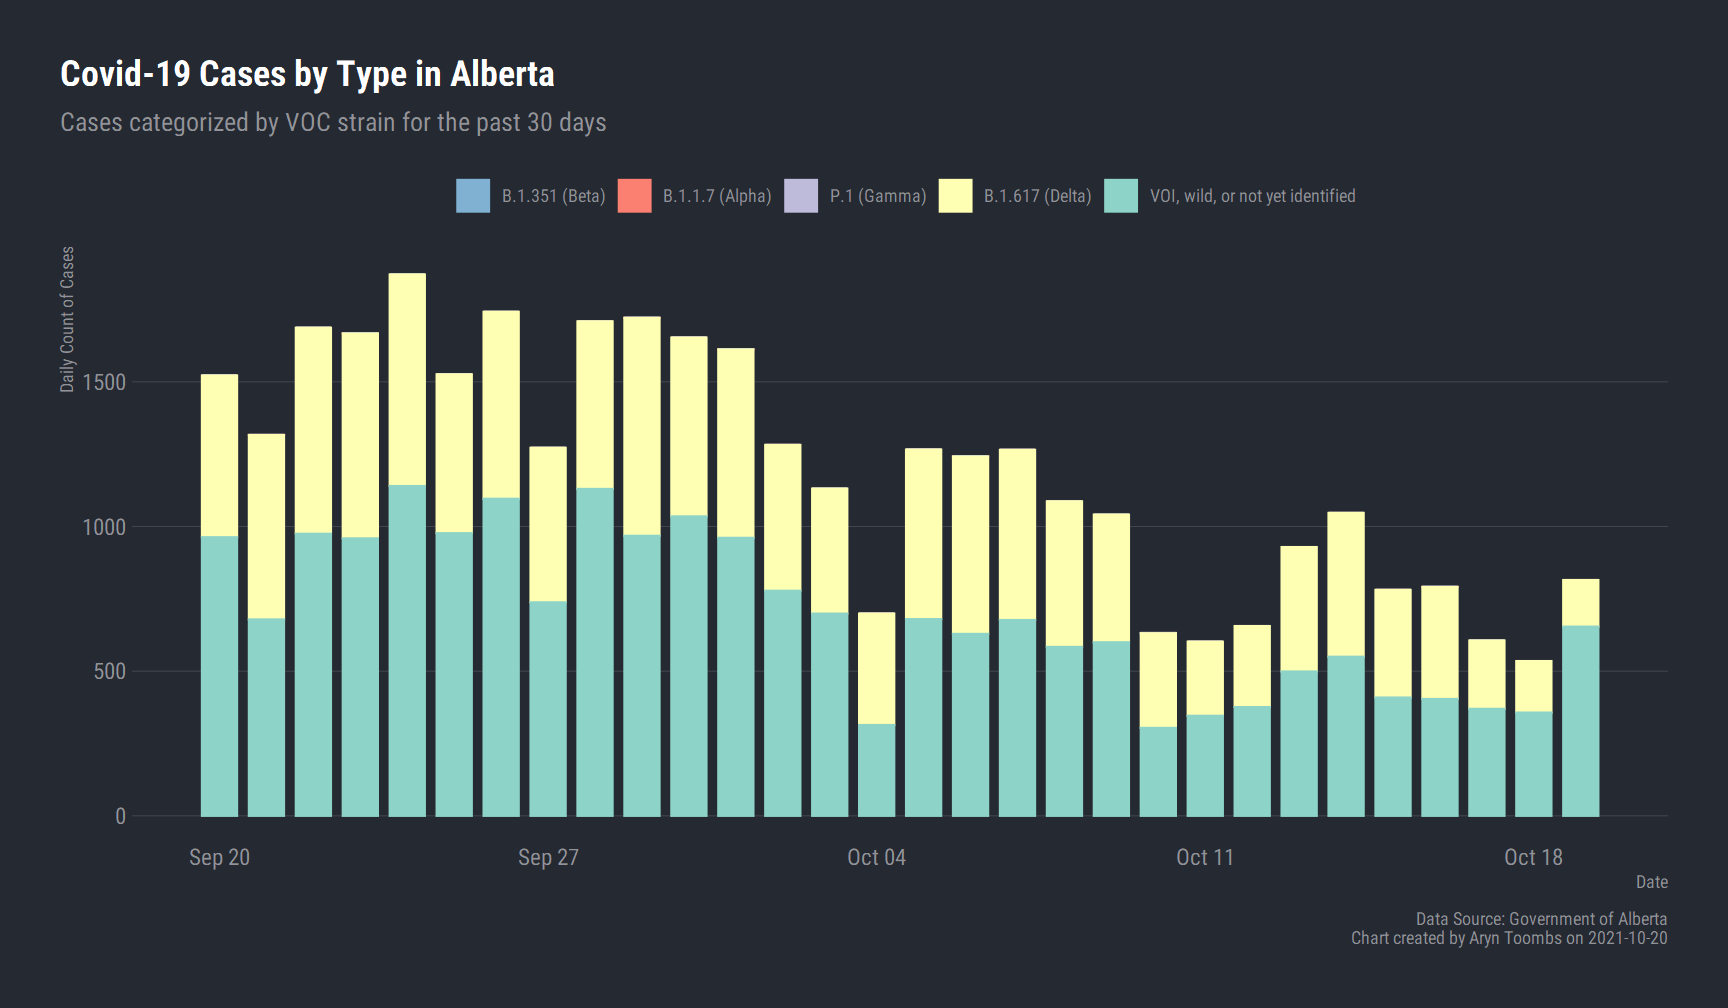 Covid-19 Cases by Type in Alberta
Cases categorized by VOC strain for the past 30 days
B.1.351 (Beta) B.1.1.7 (Alpha) P.1 (Gamma) B.1.617 (Delta) VOI, wild, or not yet identified
Daily Count of Cases
1500
1000
500
0
Sep 20 Sep 27 Oct 04 Oct 11 Oct 18
Date
Data Source: Government of Alberta
Chart created by Aryn Toombs on 2021-10-20